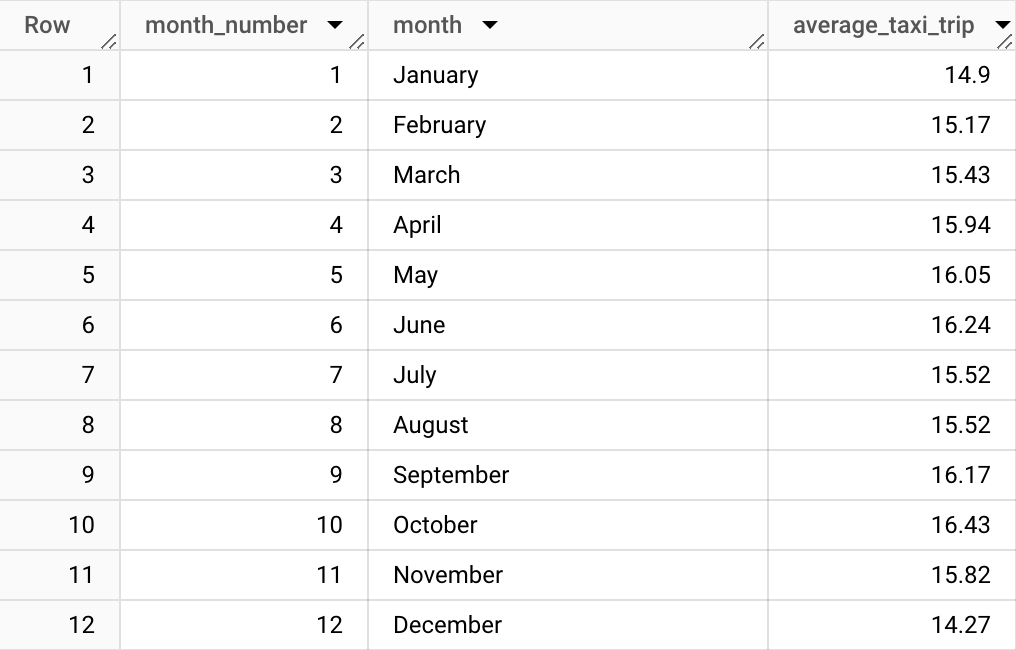 Row month_number month average_taxi_trip
1 1 January 14.9
2 2 February 15.17
3 3 March 15.43
4 4 April 15.94
5 5 May 16.05
6 6 June 16.24
7 7 July 15.52
8 8 August 15.52
9 9 September 16.17
10 10 October 16.43
11 11 November 15.82
12 12 December 14.27